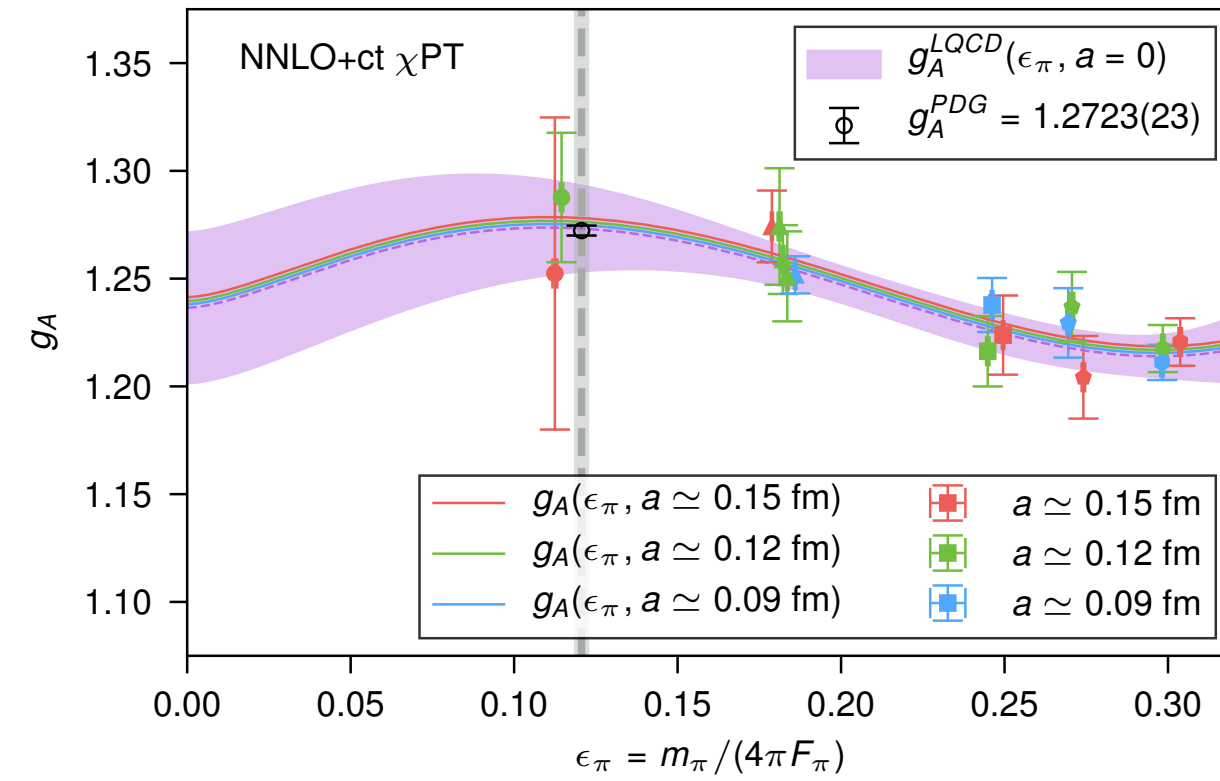 NNLO+ct χPT
g_A^{LQCD}(ϵ_π, a = 0)
g_A^{PDG} = 1.2723(23)
g_A
1.35
1.30
1.25
1.20
1.15
1.10
g_A(ϵ_π, a ≃ 0.15 fm)
a ≃ 0.15 fm
g_A(ϵ_π, a ≃ 0.12 fm)
a ≃ 0.12 fm
g_A(ϵ_π, a ≃ 0.09 fm)
a ≃ 0.09 fm
0.00
0.05
0.10
0.15
0.20
0.25
0.30
ϵ_π = m_π/(4πF_π)